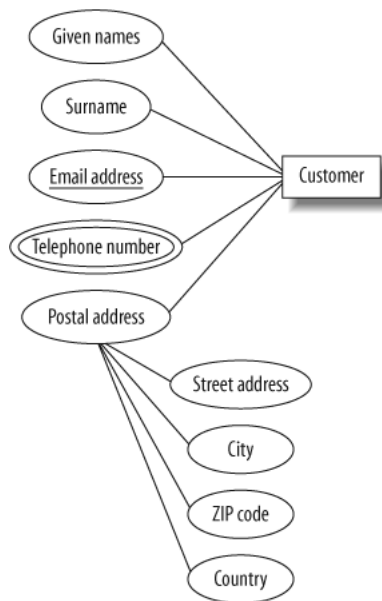 Given names
Surname
Email address
Customer
Telephone number
Postal address
Street address
City
ZIP code
Country